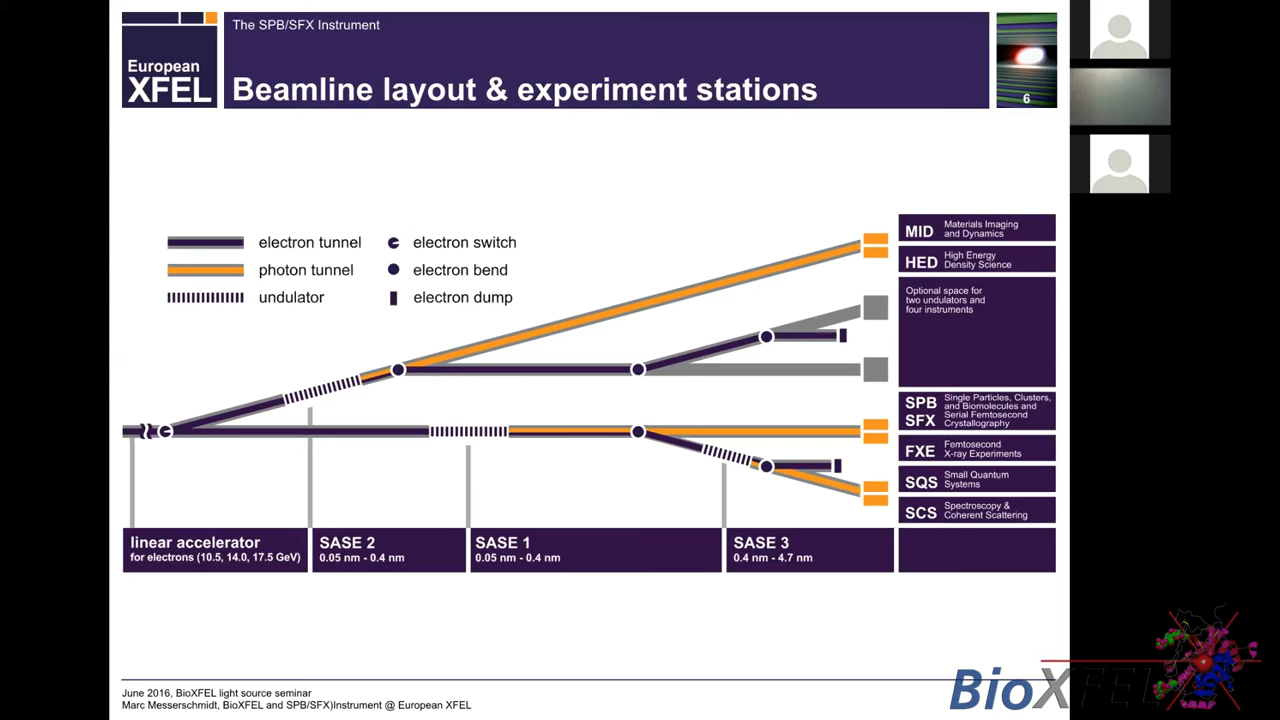 The SPB/SFX Instrument
European
XFEL
Beamline layout & experiment stations
6
electron tunnel
electron switch
photon tunnel
electron bend
undulator
electron dump
MID
Materials Imaging
and Dynamics
HED
High Energy
Density Science
Optional space for
two undulators and
four instruments
SPB
SFX
Single Particles, Clusters,
and Biomolecules and
Serial Femtosecond
Crystallography
FXE
Femtosecond
X-ray Experiments
SQS
Small Quantum
Systems
SCS
Spectroscopy &
Coherent Scattering
linear accelerator
for electrons (10.5, 14.0, 17.5 GeV)
SASE 2
0.05 nm - 0.4 nm
SASE 1
0.05 nm - 0.4 nm
SASE 3
0.4 nm - 4.7 nm
June 2016, BioXFEL light source seminar
Marc Messerschmidt, BioXFEL and SPB/SFX)Instrument @ European XFEL
BioXFEL